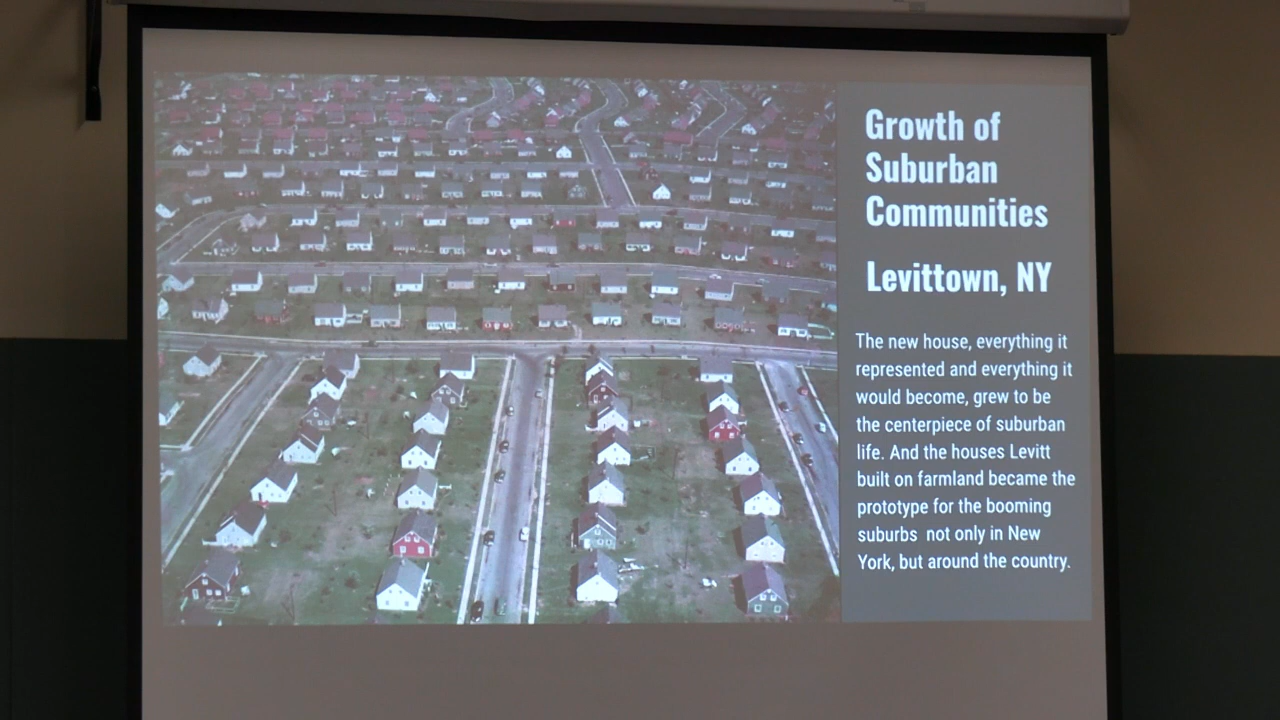 Growth of
Suburban
Communities
Levittown, NY
The new house, everything it
represented and everything it
would become, grew to be
the centerpiece of suburban
life. And the houses Levitt
built on farmland became the
prototype for the booming
suburbs not only in New
York, but around the country.